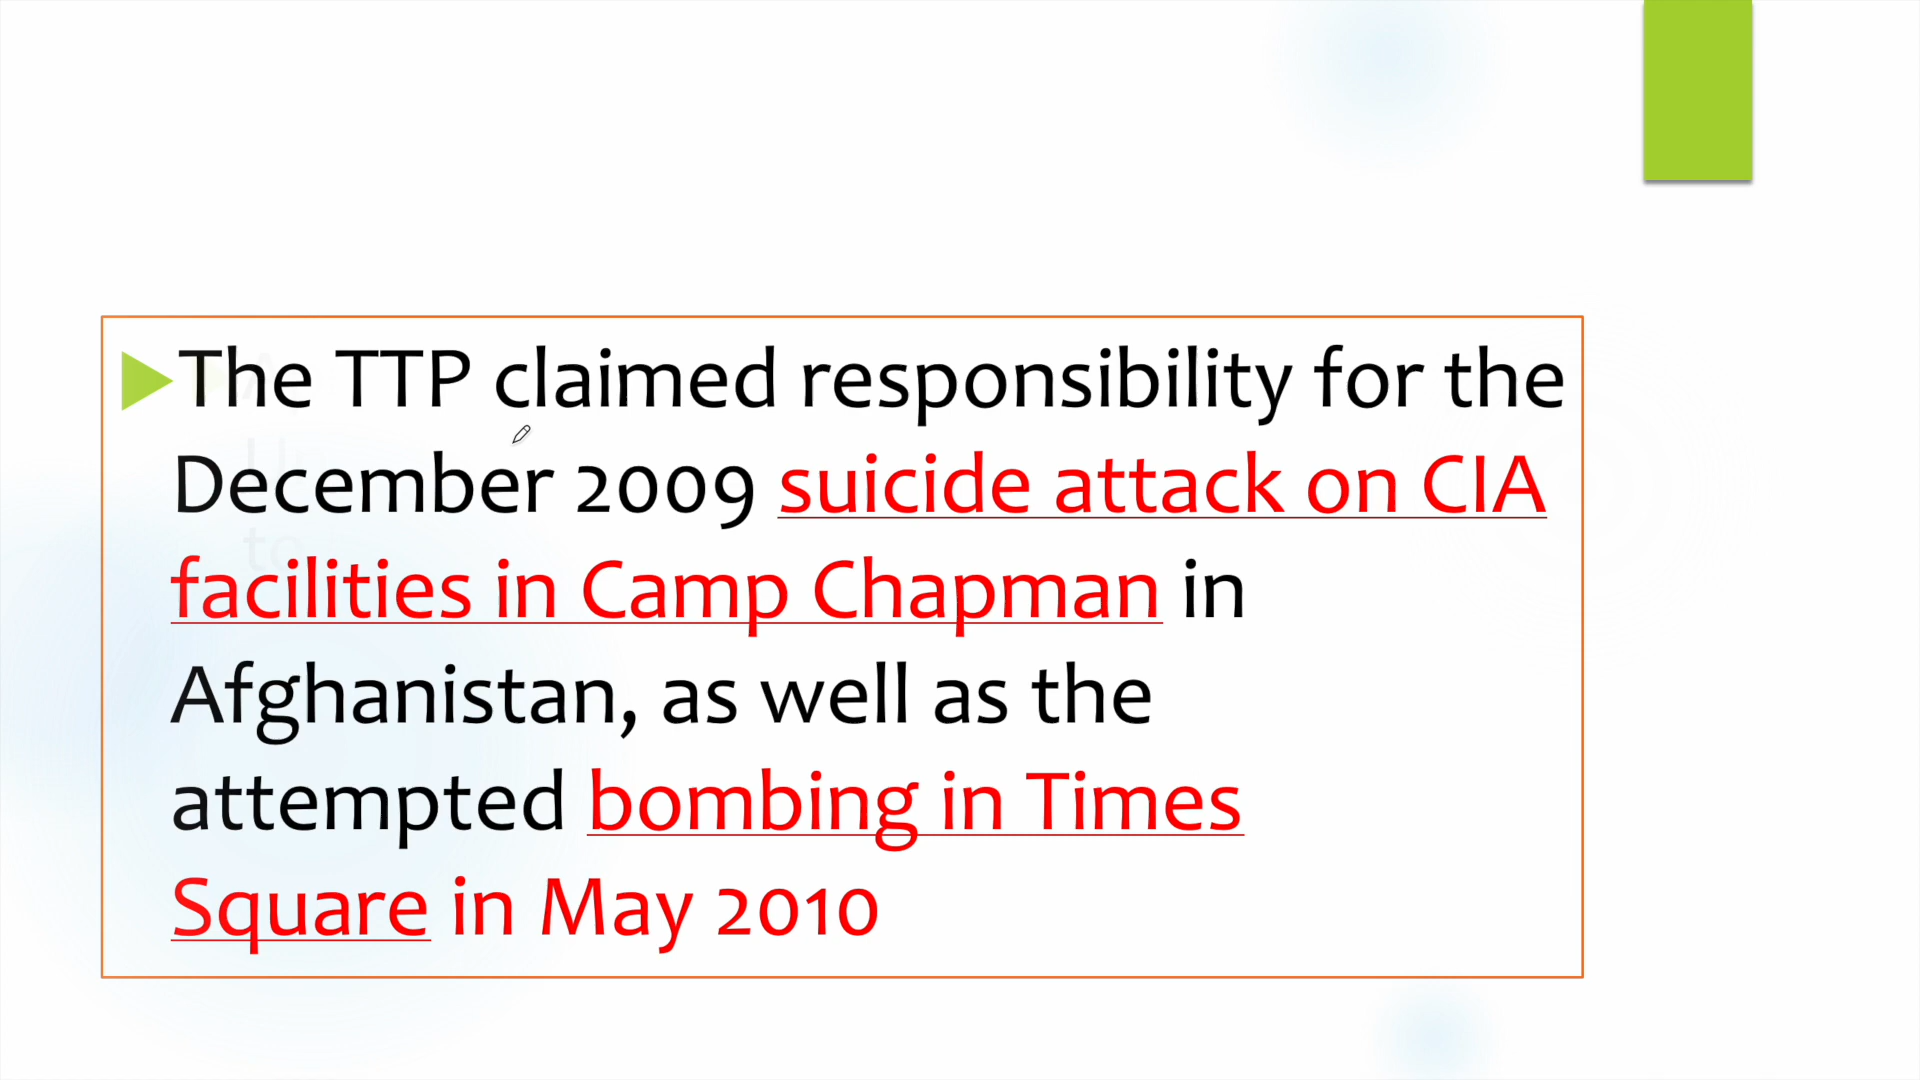 The TTP claimed responsibility for the
December 2009 suicide attack on CIA
facilities in Camp Chapman in
Afghanistan, as well as the
attempted bombing in Times
Square in May 2010